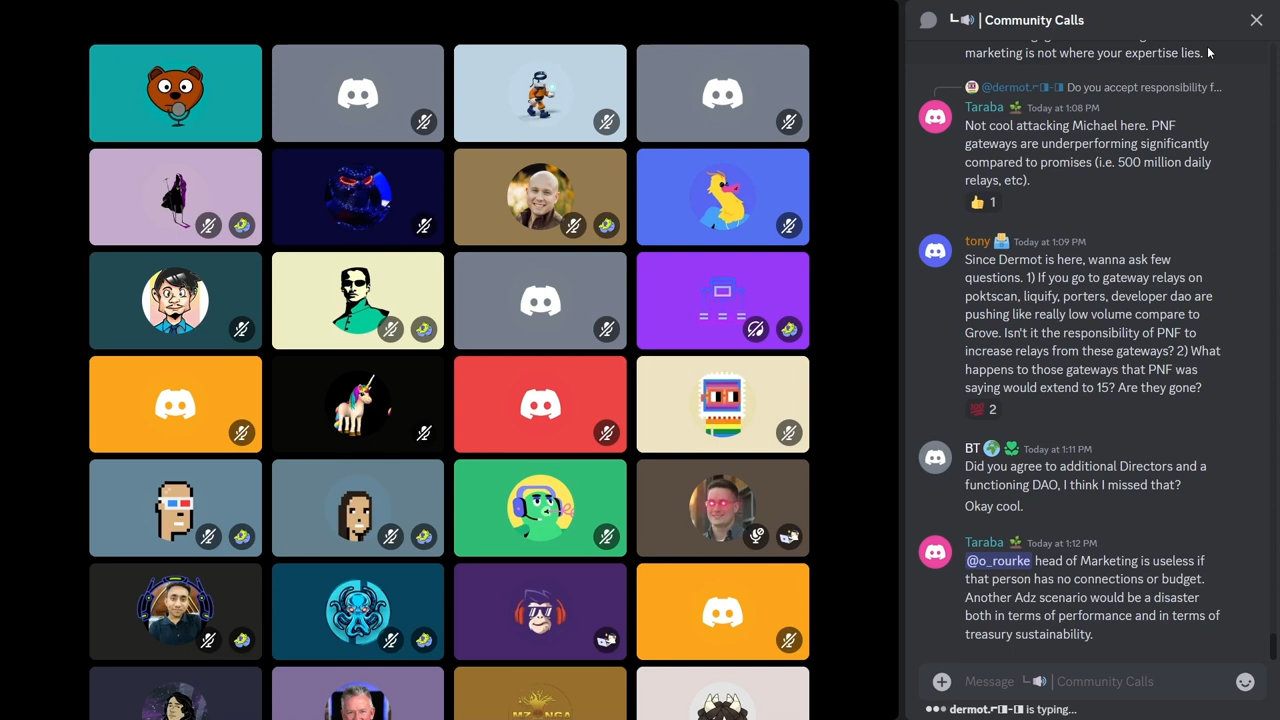 Community Calls
marketing is not where your expertise lies.
@dermot. Do you accept responsibility f...
Taraba Today at 1:08 PM
Not cool attacking Michael here. PNF
gateways are underperforming significantly
compared to promises (i.e. 500 million daily
relays, etc).
1
tony Today at 1:09 PM
Since Dermot is here, wanna ask few
questions. 1) If you go to gateway relays on
poktscan, liquify, porters, developer dao are
pushing like really low volume compare to
Grove. Isn't it the responsibility of PNF to
increase relays from these gateways? 2) What
happens to those gateways that PNF was
saying would extend to 15? Are they gone?
2
BT Today at 1:11 PM
Did you agree to additional Directors and a
functioning DAO, I think I missed that?
Okay cool.
Taraba Today at 1:12 PM
@o_rourke head of Marketing is useless if
that person has no connections or budget.
Another Adz scenario would be a disaster
both in terms of performance and in terms of
treasury sustainability.
Message Community Calls
dermot. is typing...